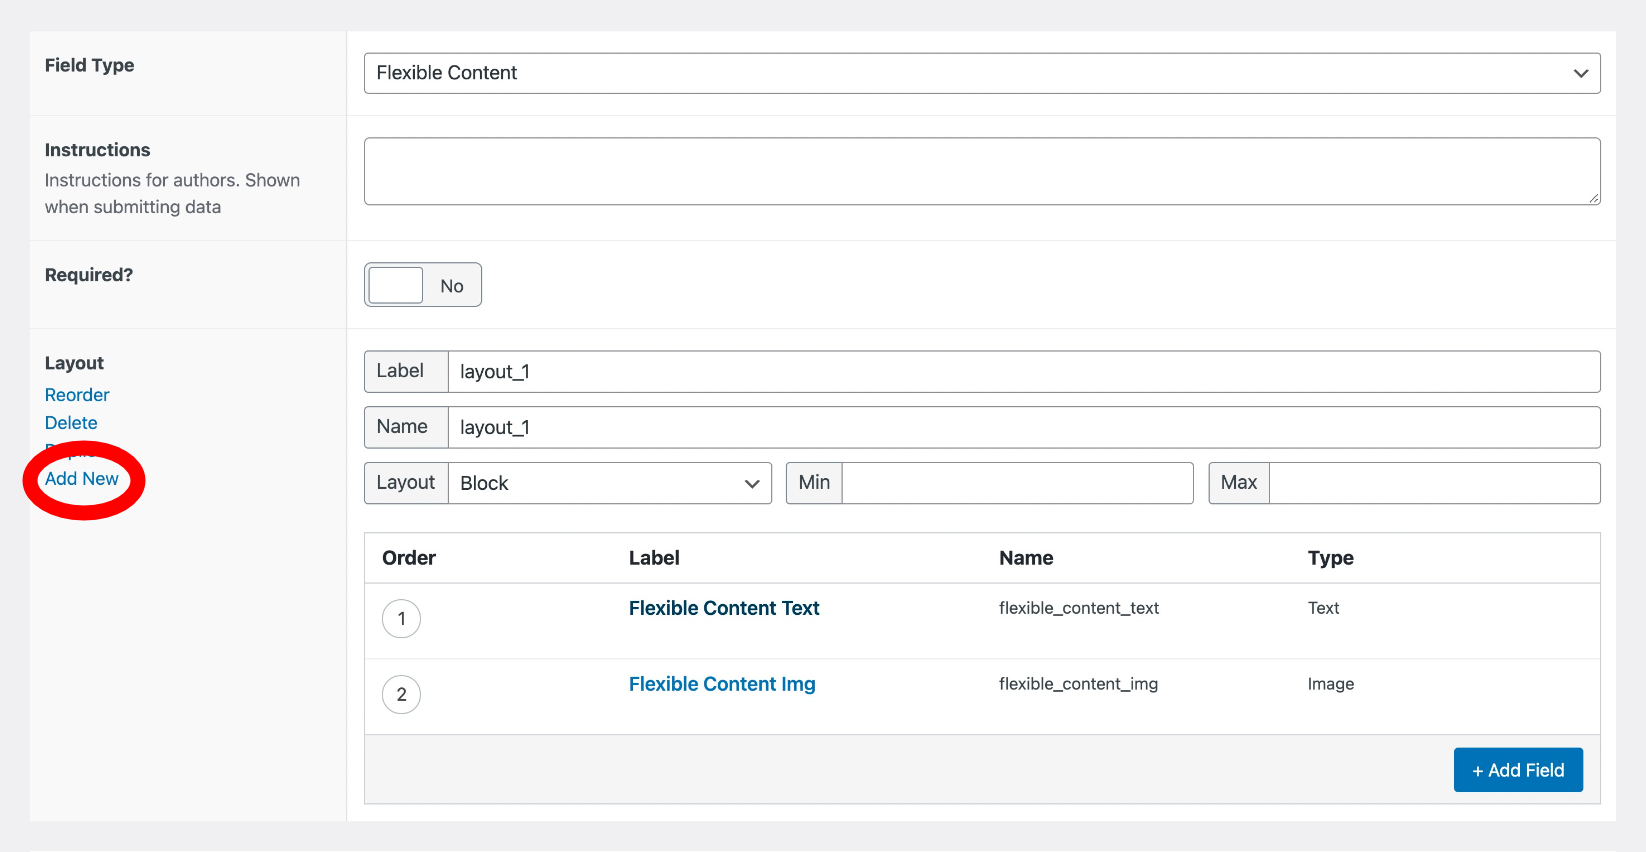 Field Type
Flexible Content
Instructions
Instructions for authors. Shown
when submitting data
Required?
No
Layout
Reorder
Delete
Add New
Label layout_1
Name layout_1
Layout Block Min Max
Order Label Name Type
1 Flexible Content Text flexible_content_text Text
2 Flexible Content Img flexible_content_img Image
+ Add Field